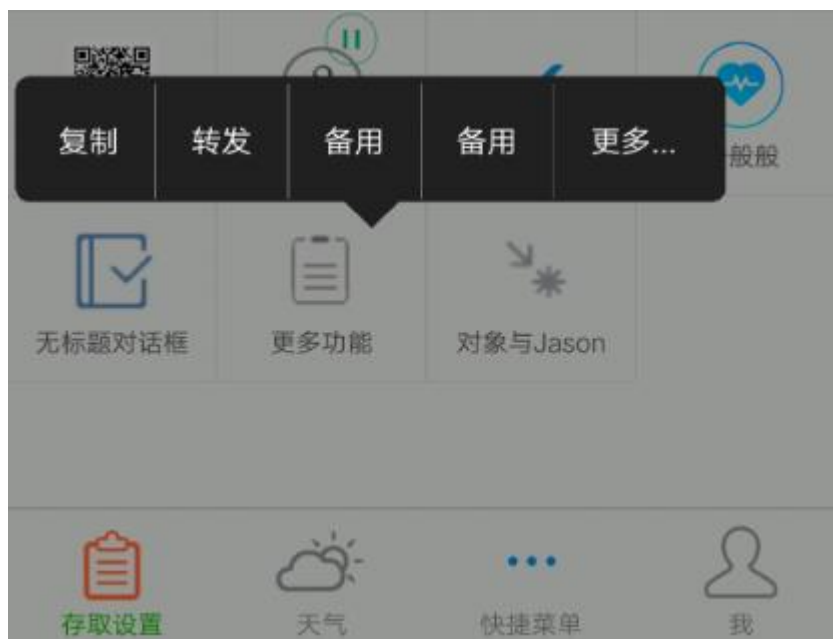 复制 转发 备用 备用 更多...
般般
无标题对话框 更多功能 对象与Jason
存取设置 天气 快捷菜单 我